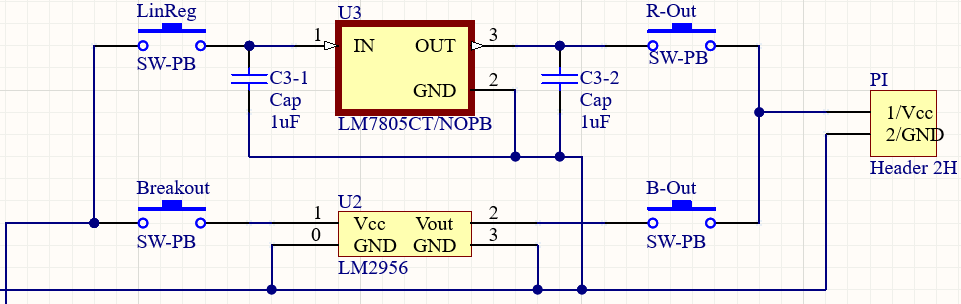 LinReg
U3
R-Out
1
IN
OUT
3
SW-PB
SW-PB
PI
C3-1
GND
2
C3-2
Cap
Cap
1uF
LM7805CT/NOPB
1uF
1/Vcc
2/GND
Header 2H
Breakout
U2
B-Out
1
Vcc
Vout
2
0
GND
GND
3
SW-PB
SW-PB
LM2956